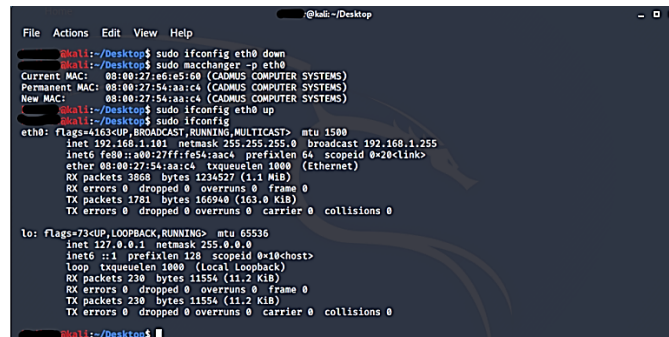 @kali: ~/Desktop
File Actions Edit View Help
@kali:~/Desktop$ sudo ifconfig eth0 down
@kali:~/Desktop$ sudo macchanger -p eth0
Current MAC: 08:00:27:e6:e5:60 (CADMUS COMPUTER SYSTEMS)
Permanent MAC: 08:00:27:54:aa:c4 (CADMUS COMPUTER SYSTEMS)
New MAC: 08:00:27:54:aa:c4 (CADMUS COMPUTER SYSTEMS)
@kali:~/Desktop$ sudo ifconfig eth0 up
@kali:~/Desktop$ sudo ifconfig
eth0: flags=4163<UP,BROADCAST,RUNNING,MULTICAST> mtu 1500
inet 192.168.1.101 netmask 255.255.255.0 broadcast 192.168.1.255
inet6 fe80::a00:27ff:fe54:aac4 prefixlen 64 scopeid 0×20<link>
ether 08:00:27:54:aa:c4 txqueuelen 1000 (Ethernet)
RX packets 3868 bytes 1234527 (1.1 MiB)
RX errors 0 dropped 0 overruns 0 frame 0
TX packets 1781 bytes 166940 (163.0 KiB)
TX errors 0 dropped 0 overruns 0 carrier 0 collisions 0
lo: flags=73<UP,LOOPBACK,RUNNING> mtu 65536
inet 127.0.0.1 netmask 255.0.0.0
inet6 ::1 prefixlen 128 scopeid 0×10<host>
loop txqueuelen 1000 (Local Loopback)
RX packets 230 bytes 11554 (11.2 KiB)
RX errors 0 dropped 0 overruns 0 frame 0
TX packets 230 bytes 11554 (11.2 KiB)
TX errors 0 dropped 0 overruns 0 carrier 0 collisions 0
@kali:~/Desktop$